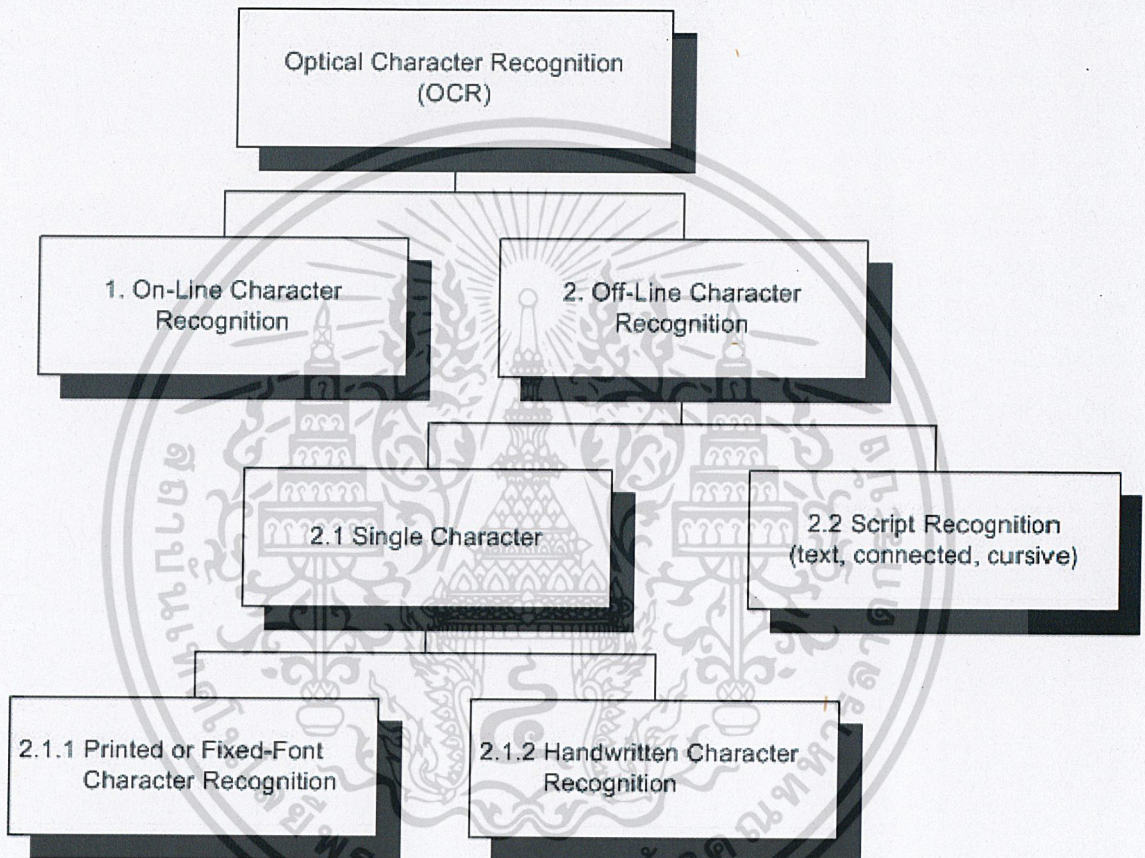 Optical Character Recognition
(OCR)
1. On-Line Character
Recognition
2. Off-Line Character
Recognition
2.1 Single Character
2.2 Script Recognition
(text, connected, cursive)
2.1.1 Printed or Fixed-Font
Character Recognition
2.1.2 Handwritten Character
Recognition